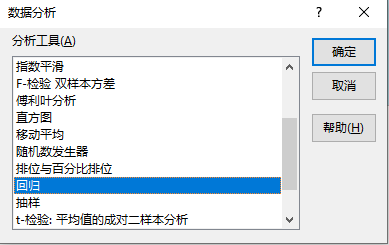 数据分析
? ×
分析工具(A)
指数平滑
F-检验 双样本方差
傅利叶分析
直方图
移动平均
随机数发生器
排位与百分比排位
回归
抽样
t-检验: 平均值的成对二样本分析
确定
取消
帮助(H)